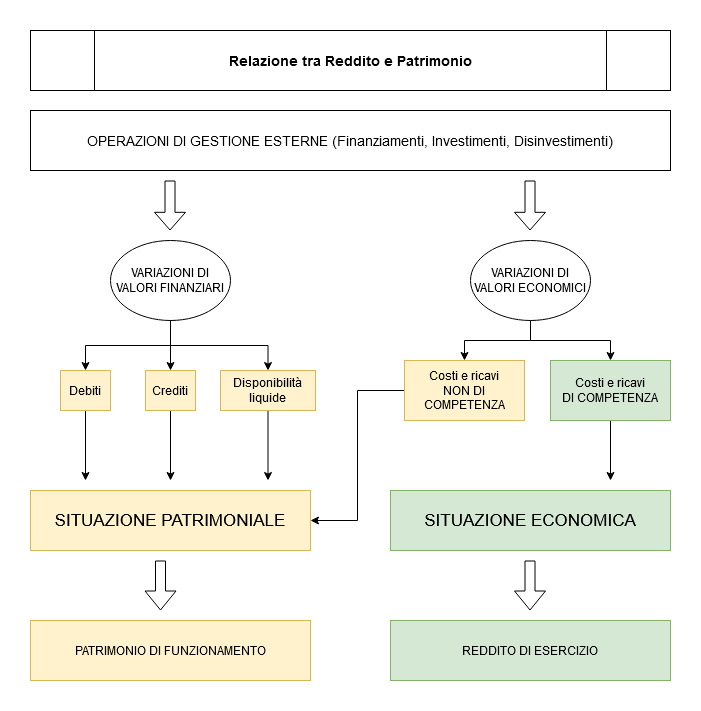 Relazione tra Reddito e Patrimonio
OPERAZIONI DI GESTIONE ESTERNE (Finanziamenti, Investimenti, Disinvestimenti)
VARIAZIONI DI
VALORI FINANZIARI
VARIAZIONI DI
VALORI ECONOMICI
Debiti
Crediti
Disponibilità
liquide
Costi e ricavi
NON DI
COMPETENZA
Costi e ricavi
DI COMPETENZA
SITUAZIONE PATRIMONIALE
SITUAZIONE ECONOMICA
PATRIMONIO DI FUNZIONAMENTO
REDDITO DI ESERCIZIO